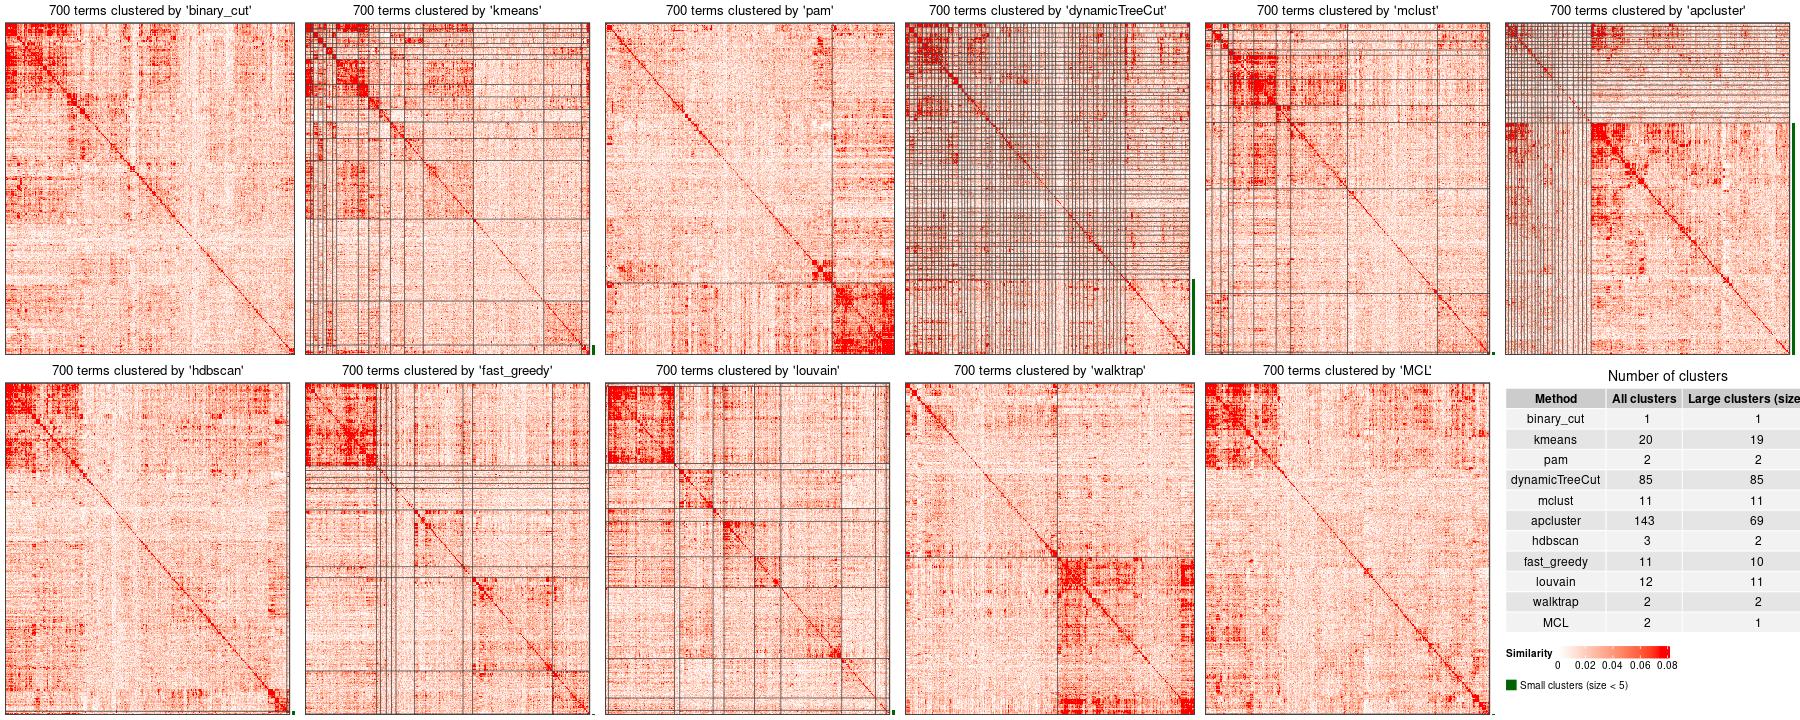 700 terms clustered by 'binary_cut'
700 terms clustered by 'kmeans'
700 terms clustered by 'pam'
700 terms clustered by 'dynamicTreeCut'
700 terms clustered by 'mclust'
700 terms clustered by 'apcluster'
700 terms clustered by 'hdbscan'
700 terms clustered by 'fast_greedy'
700 terms clustered by 'louvain'
700 terms clustered by 'walktrap'
700 terms clustered by 'MCL'
Number of clusters
Method All clusters Large clusters (size
binary_cut 1 1
kmeans 20 19
pam 2 2
dynamicTreeCut 85 85
mclust 11 11
apcluster 143 69
hdbscan 3 2
fast_greedy 11 10
louvain 12 11
walktrap 2 2
MCL 2 1
Similarity
0 0.02 0.04 0.06 0.08
Small clusters (size < 5)